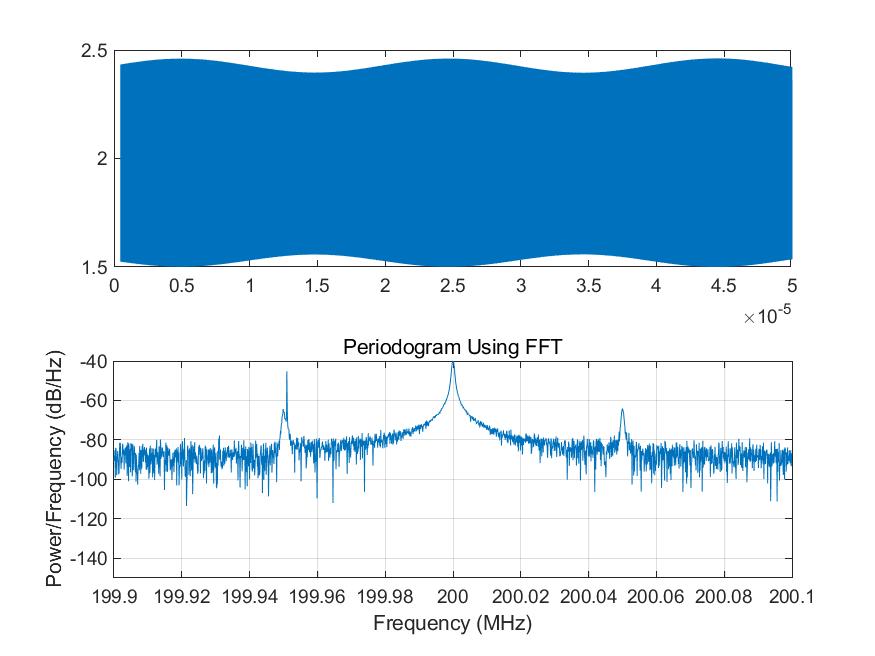 2.5
2
1.5
0 0.5 1 1.5 2 2.5 3 3.5 4 4.5 5
×10-5
Periodogram Using FFT
Power/Frequency (dB/Hz)
-40
-60
-80
-100
-120
-140
199.9 199.92 199.94 199.96 199.98 200 200.02 200.04 200.06 200.08 200.1
Frequency (MHz)